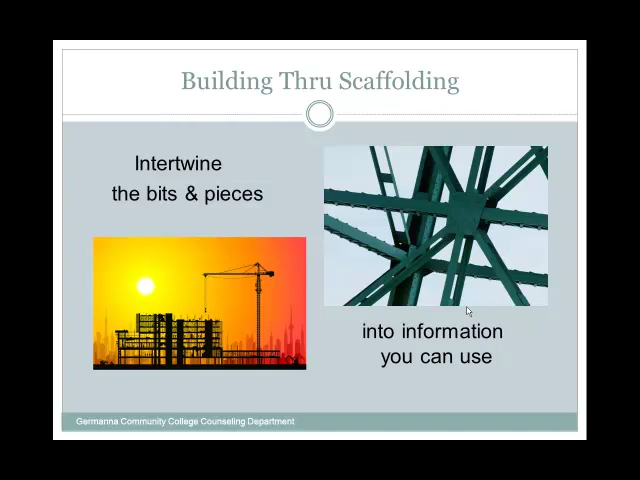 Building Thru Scaffolding
Intertwine
the bits & pieces
into information
you can use
Germanna Community College Counseling Department